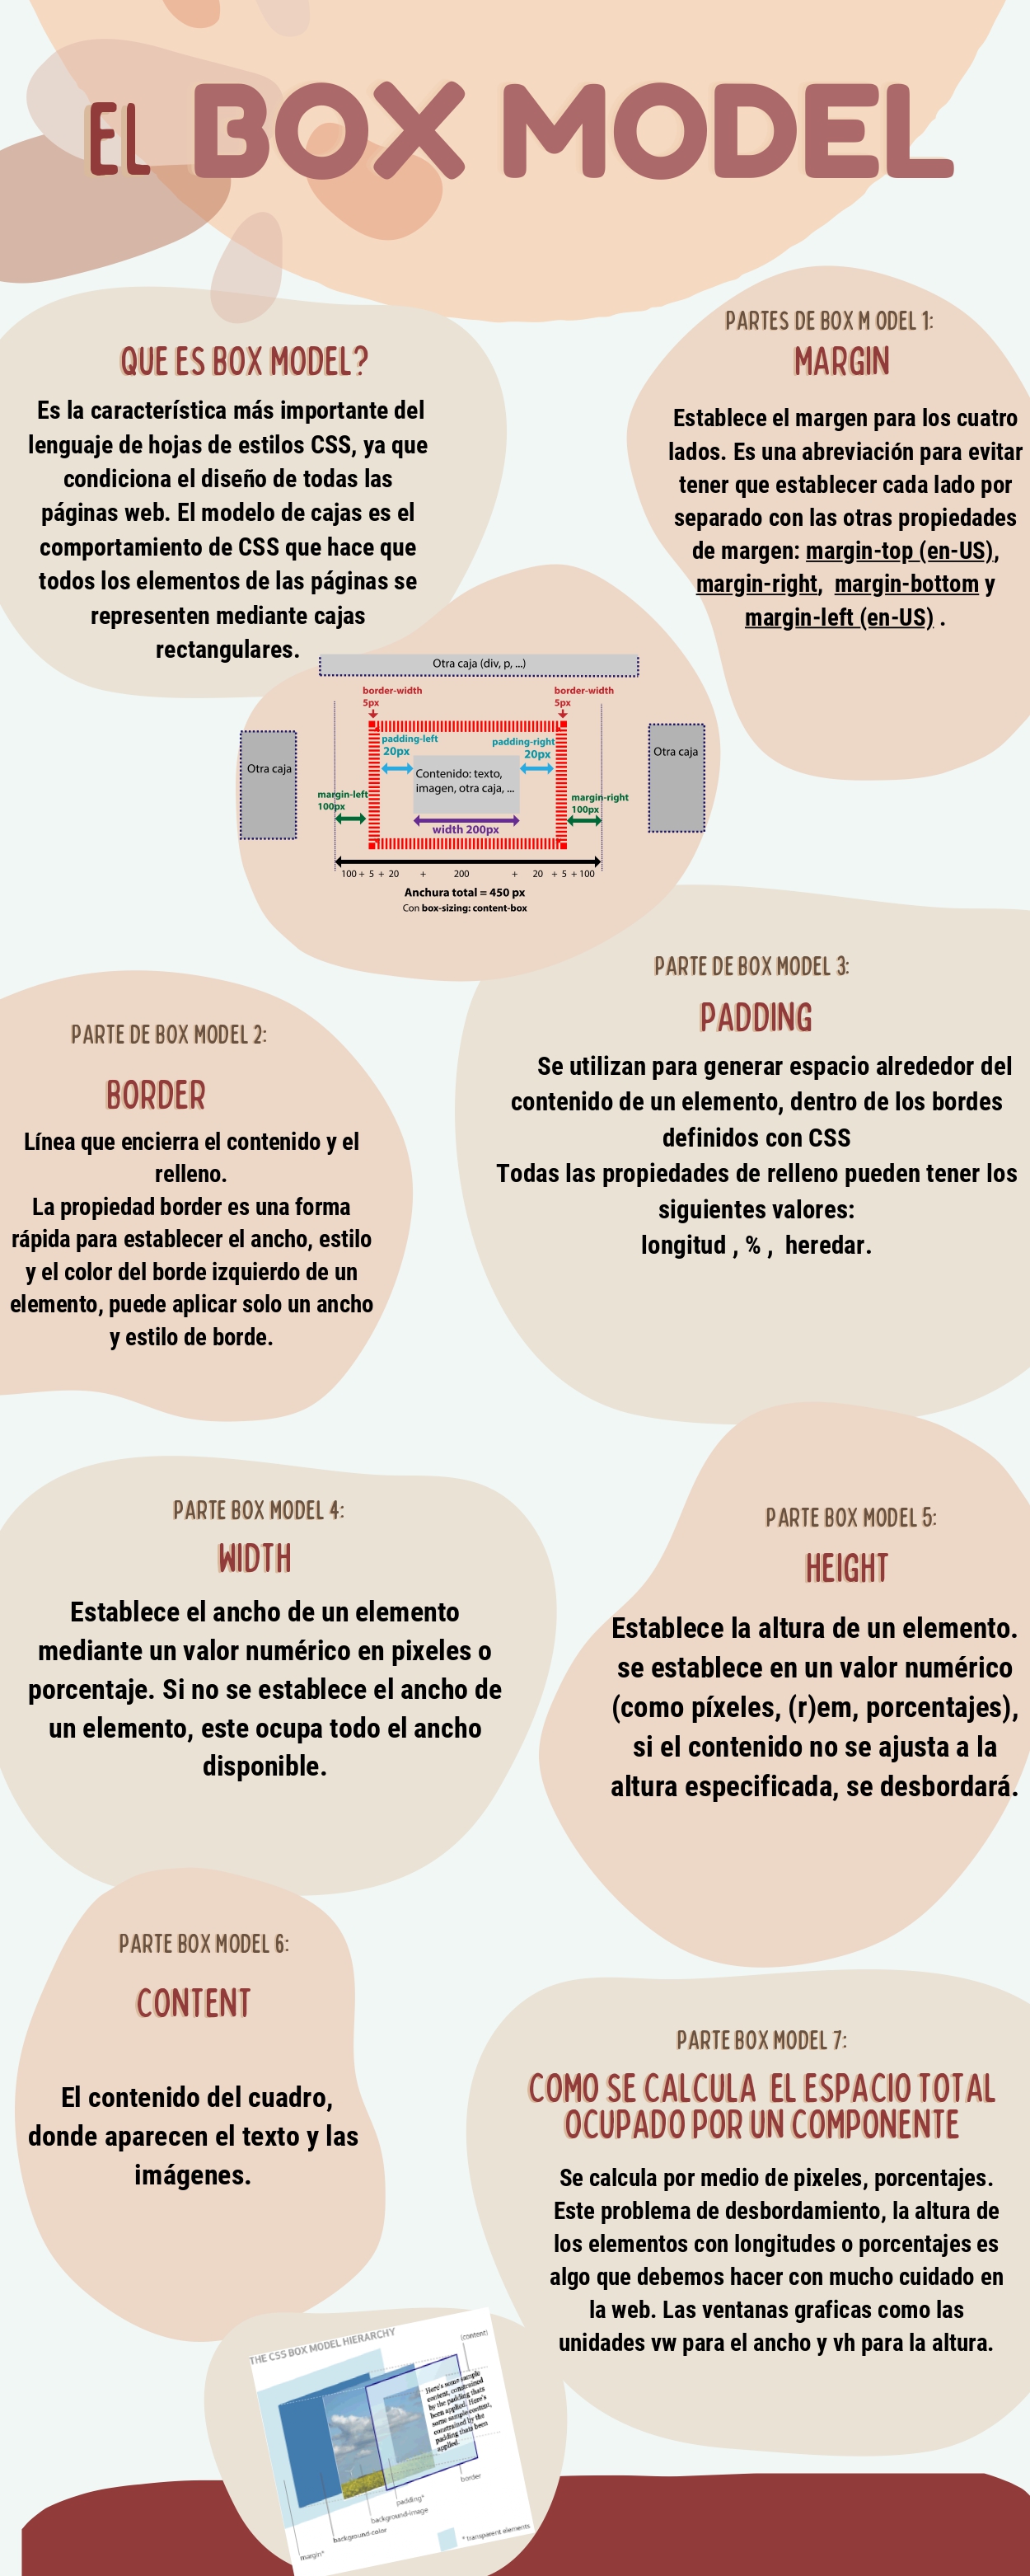 EL BOX MODEL
QUE ES BOX MODEL?
Es la característica más importante del
lenguaje de hojas de estilos CSS, ya que
condiciona el diseño de todas las
páginas web. El modelo de cajas es el
comportamiento de CSS que hace que
todos los elementos de las páginas se
representen mediante cajas
rectangulares.
PARTES DE BOX M ODEL 1:
MARGIN
Establece el margen para los cuatro
lados. Es una abreviación para evitar
tener que establecer cada lado por
separado con las otras propiedades
de margen: margin-top (en-US),
margin-right, margin-bottom y
margin-left (en-US) .
Otra caja (div, p, ...)
border-width
5px
border-width
5px
padding-left
20px
padding-right
20px
Otra caja
Contenido: texto,
imagen, otra caja, ...
Otra caja
margin-left
100px
margin-right
100px
width 200px
100 + 5 + 20 + 200 + 20 + 5 + 100
Anchura total = 450 px
Con box-sizing: content-box
PARTE DE BOX MODEL 2:
BORDER
Línea que encierra el contenido y el
relleno.
La propiedad border es una forma
rápida para establecer el ancho, estilo
y el color del borde izquierdo de un
elemento, puede aplicar solo un ancho
y estilo de borde.
PARTE DE BOX MODEL 3:
PADDING
Se utilizan para generar espacio alrededor del
contenido de un elemento, dentro de los bordes
definidos con CSS
Todas las propiedades de relleno pueden tener los
siguientes valores:
longitud , % , heredar.
PARTE BOX MODEL 4:
WIDTH
Establece el ancho de un elemento
mediante un valor numérico en pixeles o
porcentaje. Si no se establece el ancho de
un elemento, este ocupa todo el ancho
disponible.
PARTE BOX MODEL 5:
HEIGHT
Establece la altura de un elemento.
se establece en un valor numérico
(como píxeles, (r)em, porcentajes),
si el contenido no se ajusta a la
altura especificada, se desbordará.
PARTE BOX MODEL 6:
CONTENT
El contenido del cuadro,
donde aparecen el texto y las
imágenes.
PARTE BOX MODEL 7:
COMO SE CALCULA EL ESPACIO TOTAL
OCUPADO POR UN COMPONENTE
Se calcula por medio de pixeles, porcentajes.
Este problema de desbordamiento, la altura de
los elementos con longitudes o porcentajes es
algo que debemos hacer con mucho cuidado en
la web. Las ventanas graficas como las
unidades vw para el ancho y vh para la altura.
THE CSS BOX MODEL HIERARCHY
(content)
Here's some sample
content, constrained
by the padding thats
been applied. Here's
some sample content,
constrained by the
padding thats been
applied.
border
padding*
background-image
background-color
margin*
* transparent elements